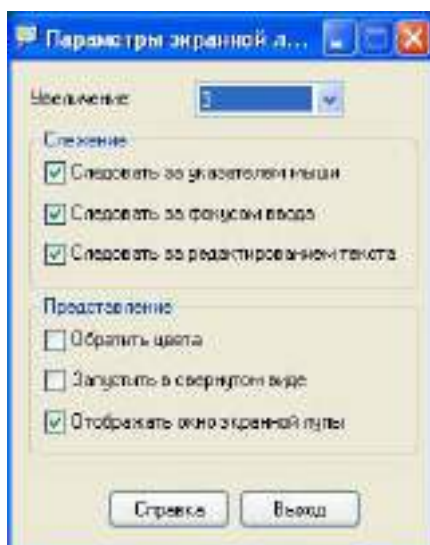 Параметры экранной л...
Увеличение
Слежение
Следовать за указателем мыши
Следовать за фокусом ввода
Следовать за редактированием текста
Представление
Обратить цвета
Запустить в свернутом виде
Отображать окно экранной лупы
Справка
Выход